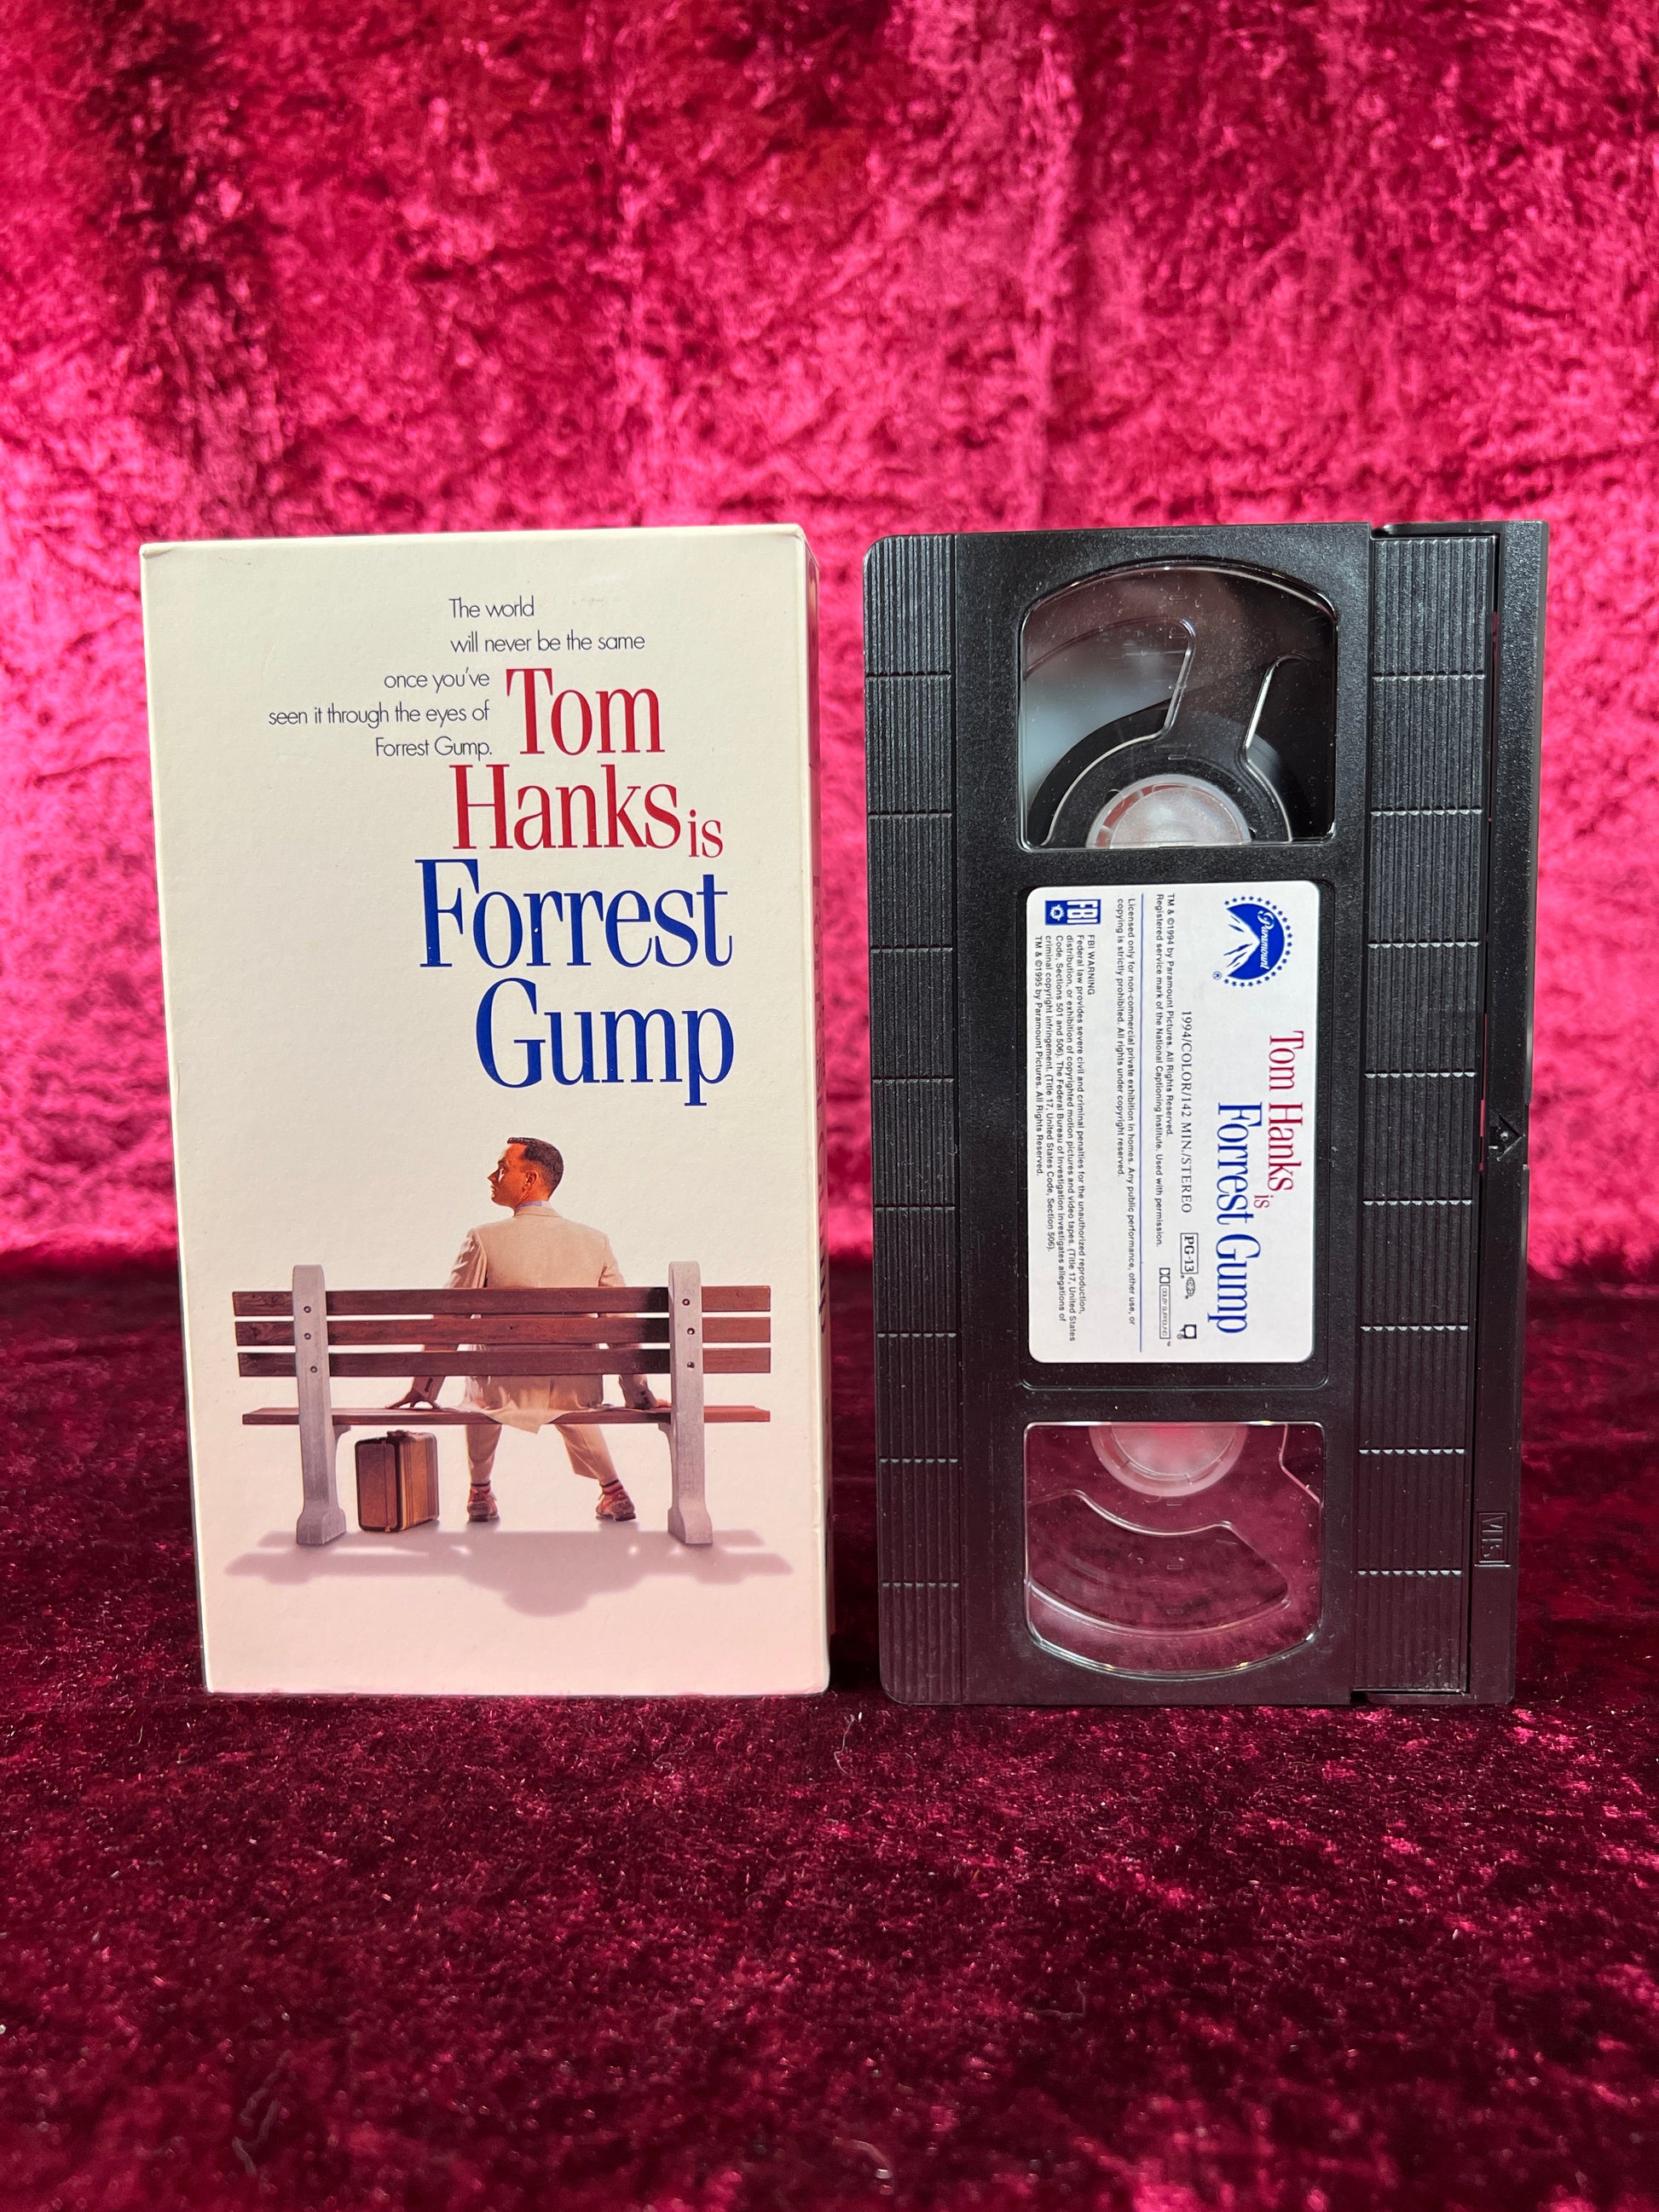 The world
will never be the same
once you've
seen it through the eyes of
Forrest Gump.
Tom
Hanks is
Forrest
Gump
Paramount
®
Tom Hanks is
Forrest Gump
1994/COLOR/142 MIN./STEREO
PG-13
TM & ©1994 by Paramount Pictures. All Rights Reserved.
Registered service mark of the National Captioning Institute. Used with permission.
Licensed only for non-commercial private exhibition in homes. Any public performance, other use, or
copying is strictly prohibited. All rights under copyright reserved.
FBI
FBI WARNING
Federal law provides severe civil and criminal penalties for the unauthorized reproduction,
distribution, or exhibition of copyrighted motion pictures and video tapes. (Title 17, United States
Code, Sections 501 and 506). The Federal Bureau of Investigation investigates allegations of
criminal copyright infringement. (Title 17, United States Code, Section 506).
TM & ©1995 by Paramount Pictures. All Rights Reserved.
VHS